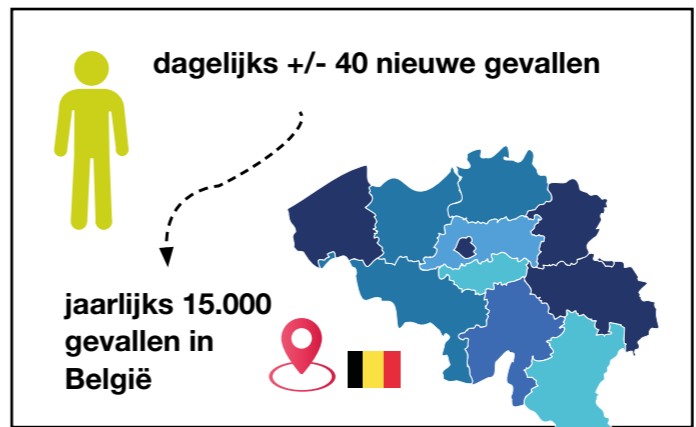 dagelijks +/- 40 nieuwe gevallen
jaarlijks 15.000
gevallen in
België